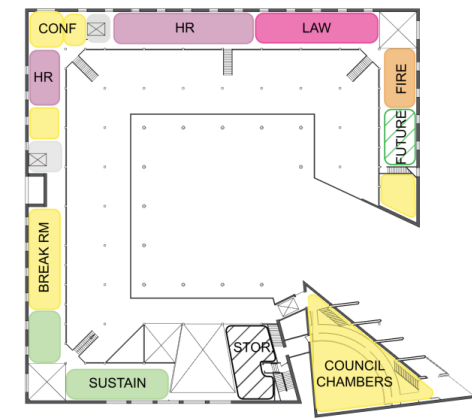 CONF
HR
LAW
HR
FIRE
FUTURE
BREAK RM
STOR
SUSTAIN
COUNCIL
CHAMBERS